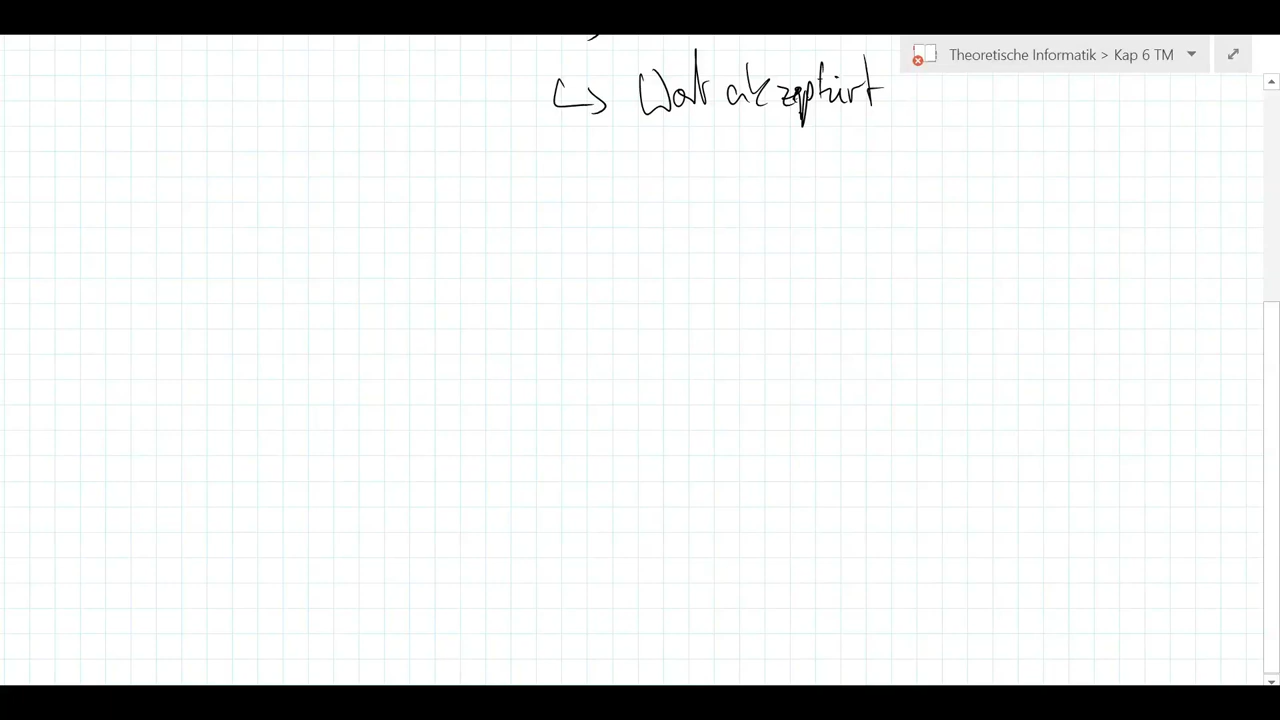 Theoretische Informatik > Kap 6 TM
↳ Wort akzeptiert